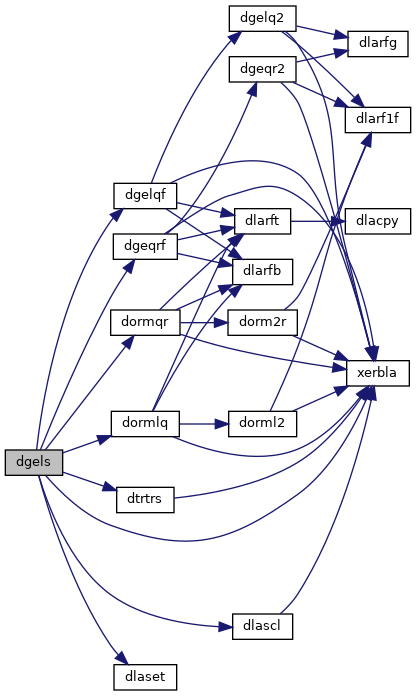 dgelq2
dlarfg
dgeqr2
dlarf1f
dgelqf
dlarft
dlacpy
dgeqrf
dlarfb
dormqr
dorm2r
xerbla
dormlq
dorml2
dgels
dtrtrs
dlascl
dlaset